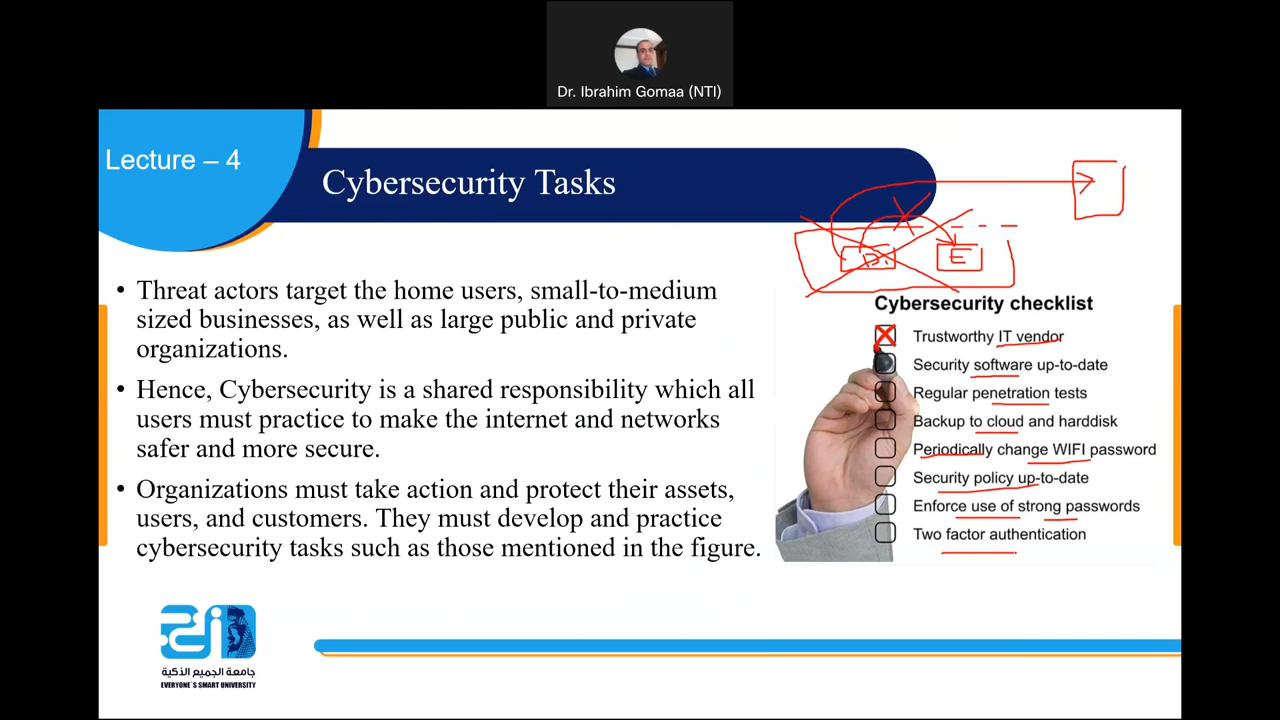 Dr. Ibrahim Gomaa (NTI)
Lecture – 4
Cybersecurity Tasks
D.
E
• Threat actors target the home users, small-to-medium
sized businesses, as well as large public and private
organizations.
• Hence, Cybersecurity is a shared responsibility which all
users must practice to make the internet and networks
safer and more secure.
• Organizations must take action and protect their assets,
users, and customers. They must develop and practice
cybersecurity tasks such as those mentioned in the figure.
Cybersecurity checklist
Trustworthy IT vendor
Security software up-to-date
Regular penetration tests
Backup to cloud and harddisk
Periodically change WIFI password
Security policy up-to-date
Enforce use of strong passwords
Two factor authentication
جامعة الجميع الذكية
EVERYONE`S SMART UNIVERSITY